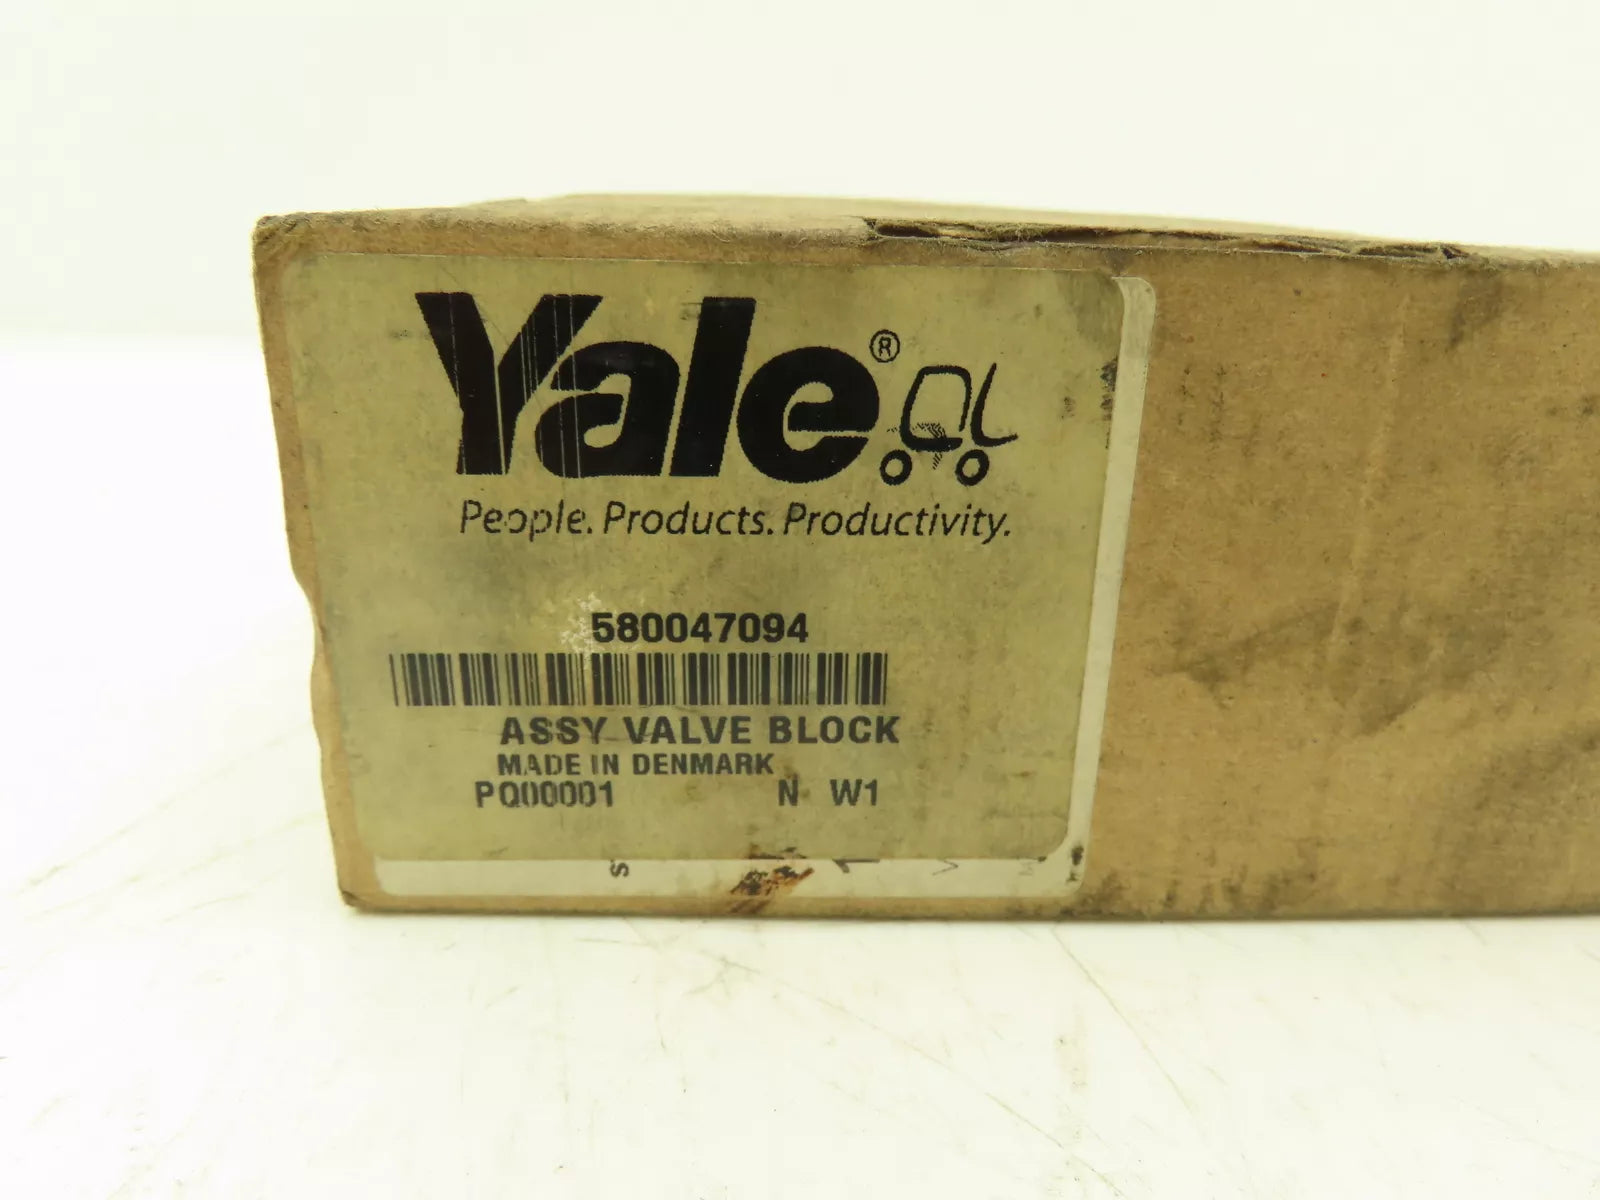 Yale®
People. Products. Productivity.
580047094
ASSY VALVE BLOCK
MADE IN DENMARK
PQ00001 N W1
s